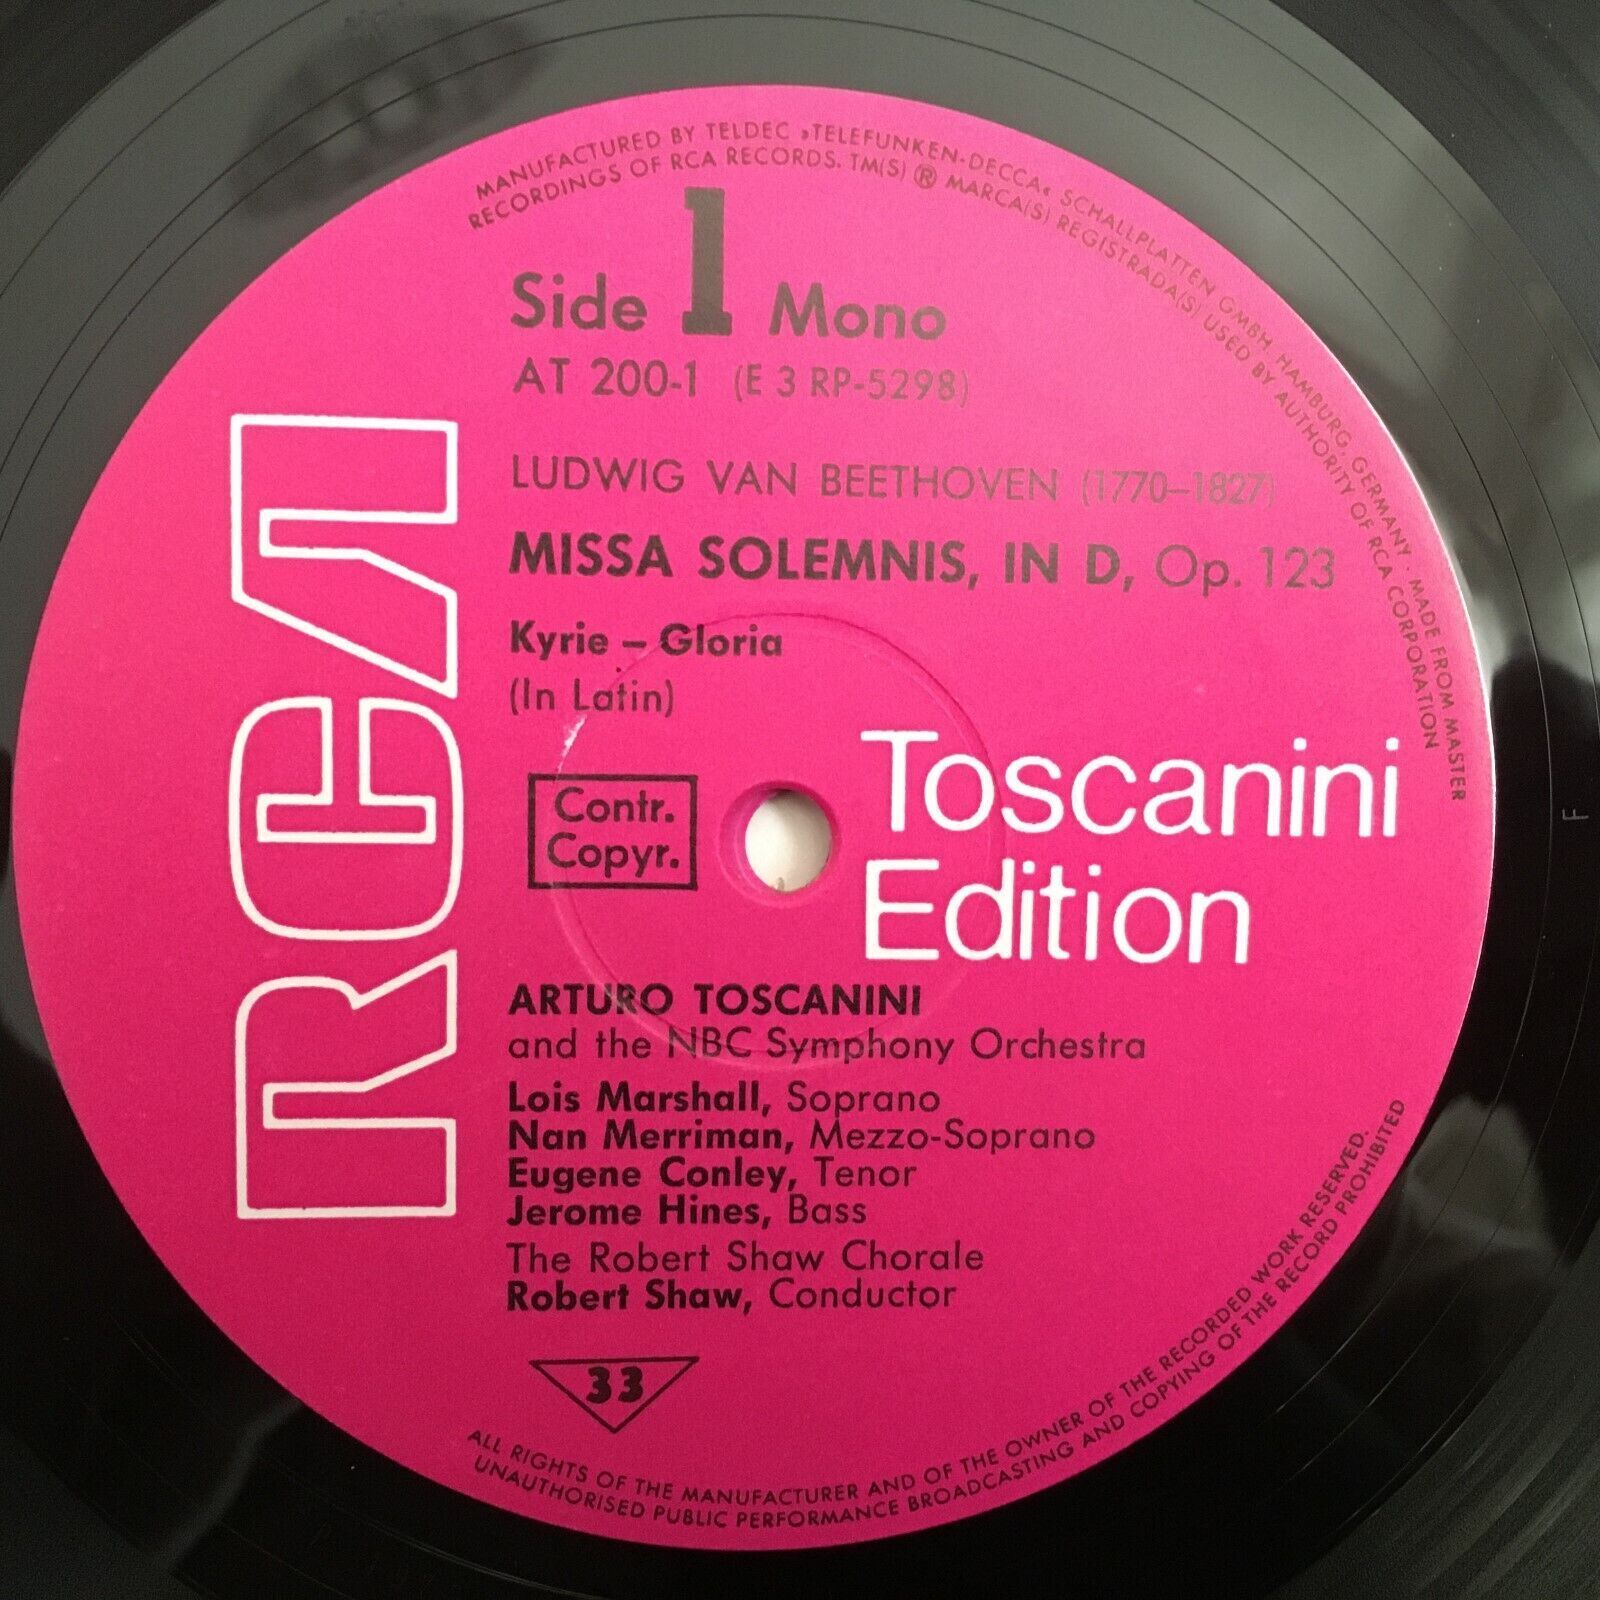 MANUFACTURED BY TELDEC »TELEFUNKEN-DECCA« SCHALLPLATTEN GMBH, HAMBURG, GERMANY · MADE FROM MASTER
RECORDINGS OF RCA RECORDS. TM(S) ® MARCA(S) REGISTRADA(S) USED BY AUTHORITY OF RCA CORPORATION
Side 1 Mono
AT 200-1 (E 3 RP-5298)
LUDWIG VAN BEETHOVEN (1770–1827)
MISSA SOLEMNIS, IN D, Op. 123
Kyrie – Gloria
(In Latin)
RCA
Contr.
Copyr.
Toscanini
Edition
ARTURO TOSCANINI
and the NBC Symphony Orchestra
Lois Marshall, Soprano
Nan Merriman, Mezzo-Soprano
Eugene Conley, Tenor
Jerome Hines, Bass
The Robert Shaw Chorale
Robert Shaw, Conductor
33
ALL RIGHTS OF THE MANUFACTURER AND OF THE OWNER OF THE RECORDED WORK RESERVED.
UNAUTHORISED PUBLIC PERFORMANCE BROADCASTING AND COPYING OF THE RECORD PROHIBITED
F